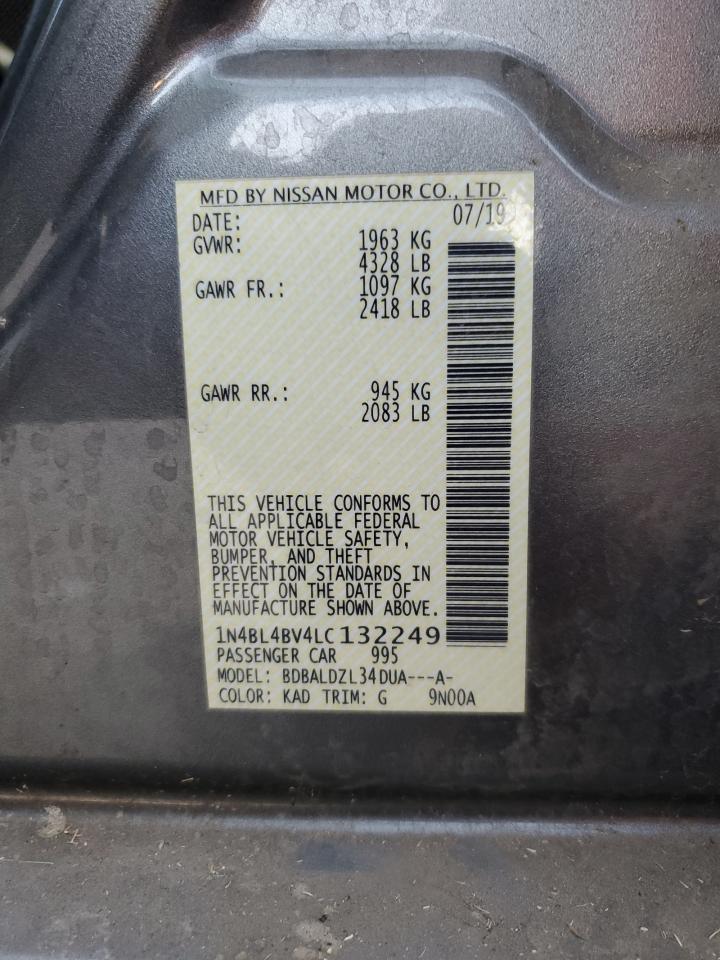 MFD BY NISSAN MOTOR CO., LTD.
DATE: 07/19
GVWR: 1963 KG
4328 LB
GAWR FR.: 1097 KG
2418 LB
GAWR RR.: 945 KG
2083 LB
THIS VEHICLE CONFORMS TO
ALL APPLICABLE FEDERAL
MOTOR VEHICLE SAFETY,
BUMPER, AND THEFT
PREVENTION STANDARDS IN
EFFECT ON THE DATE OF
MANUFACTURE SHOWN ABOVE.
1N4BL4BV4LC132249
PASSENGER CAR 995
MODEL: BDBALDZL34DUA---A-
COLOR: KAD TRIM: G 9N00A